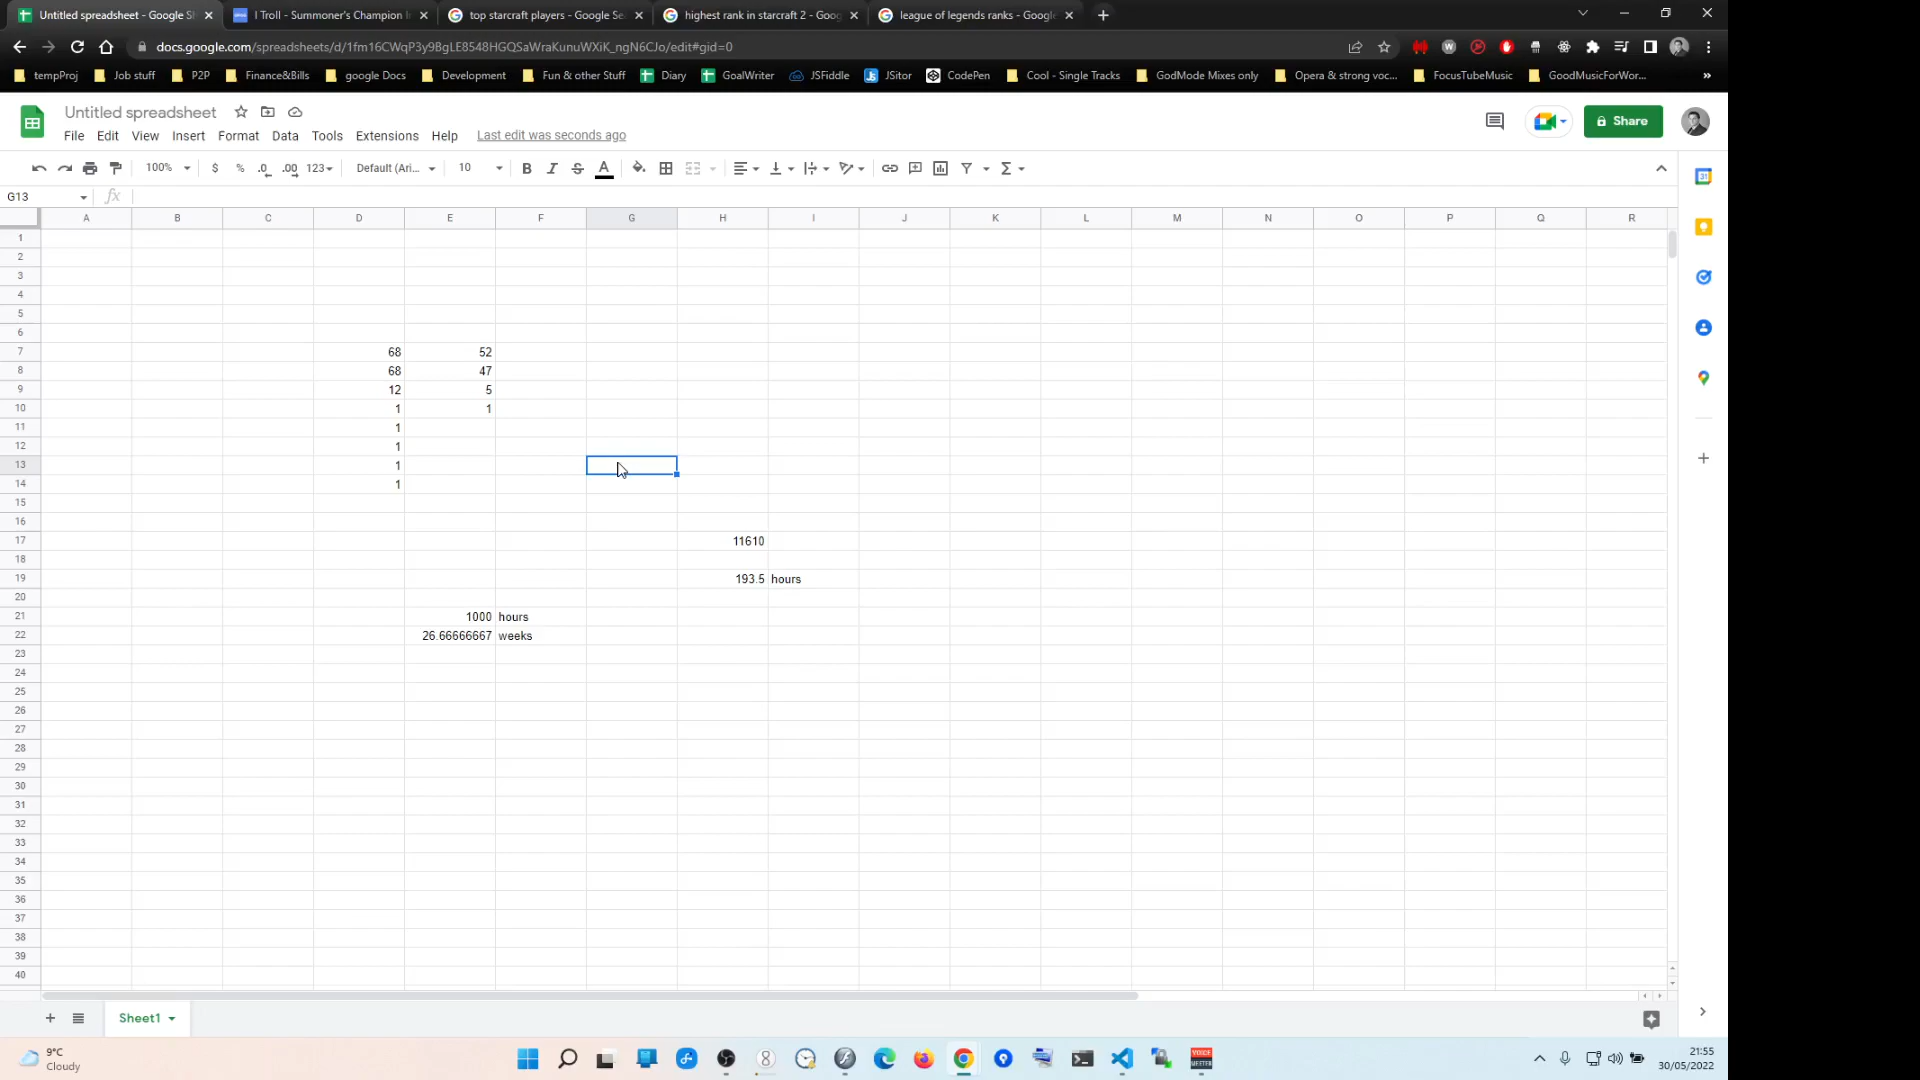 Untitled spreadsheet - Google Sh
I Troll - Summoner's Champion In
top starcraft players - Google Sea
highest rank in starcraft 2 - Goog
league of legends ranks - Google
docs.google.com/spreadsheets/d/1fm16CWqP3y9BgLE8548HGQSaWraKunuWXiK_ngN6CJo/edit#gid=0
tempProj Job stuff P2P Finance&Bills google Docs Development Fun & other Stuff Diary GoalWriter JSFiddle JSitor CodePen Cool - Single Tracks GodMode Mixes only Opera & strong voc... FocusTubeMusic GoodMusicForWor... »
Untitled spreadsheet
File Edit View Insert Format Data Tools Extensions Help Last edit was seconds ago
Share
100% $ % .0 .00 123 Default (Ari... 10 B I S A Σ
G13 fx
A B C D E F G H I J K L M N O P Q R
1
2
3
4
5
6
7 68 52
8 68 47
9 12 5
10 1 1
11 1
12 1
13 1
14 1
15
16
17 11610
18
19 193.5 hours
20
21 1000 hours
22 26.66666667 weeks
23
24
25
26
27
28
29
30
31
32
33
34
35
36
37
38
39
40
Sheet1
9°C
Cloudy
21:55
30/05/2022